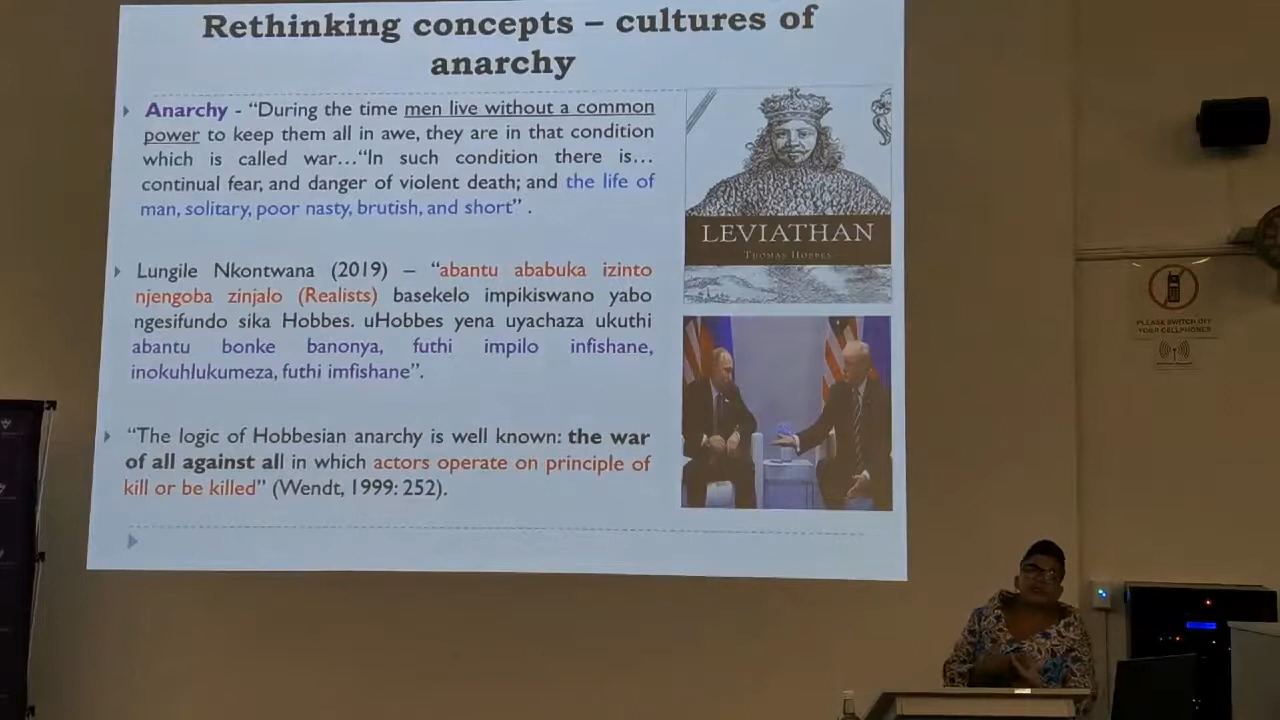 Rethinking concepts – cultures of
anarchy
Anarchy - “During the time men live without a common
power to keep them all in awe, they are in that condition
which is called war…“In such condition there is…
continual fear, and danger of violent death; and the life of
man, solitary, poor nasty, brutish, and short” .
Lungile Nkontwana (2019) – “abantu ababuka izinto
njengoba zinjalo (Realists) basekelo impikiswano yabo
ngesifundo sika Hobbes. uHobbes yena uyachaza ukuthi
abantu bonke banonya, futhi impilo infishane,
inokuhlukumeza, futhi imfishane”.
“The logic of Hobbesian anarchy is well known: the war
of all against all in which actors operate on principle of
kill or be killed” (Wendt, 1999: 252).
LEVIATHAN
THOMAS HOBBES
PLEASE SWITCH OFF
YOUR CELLPHONES